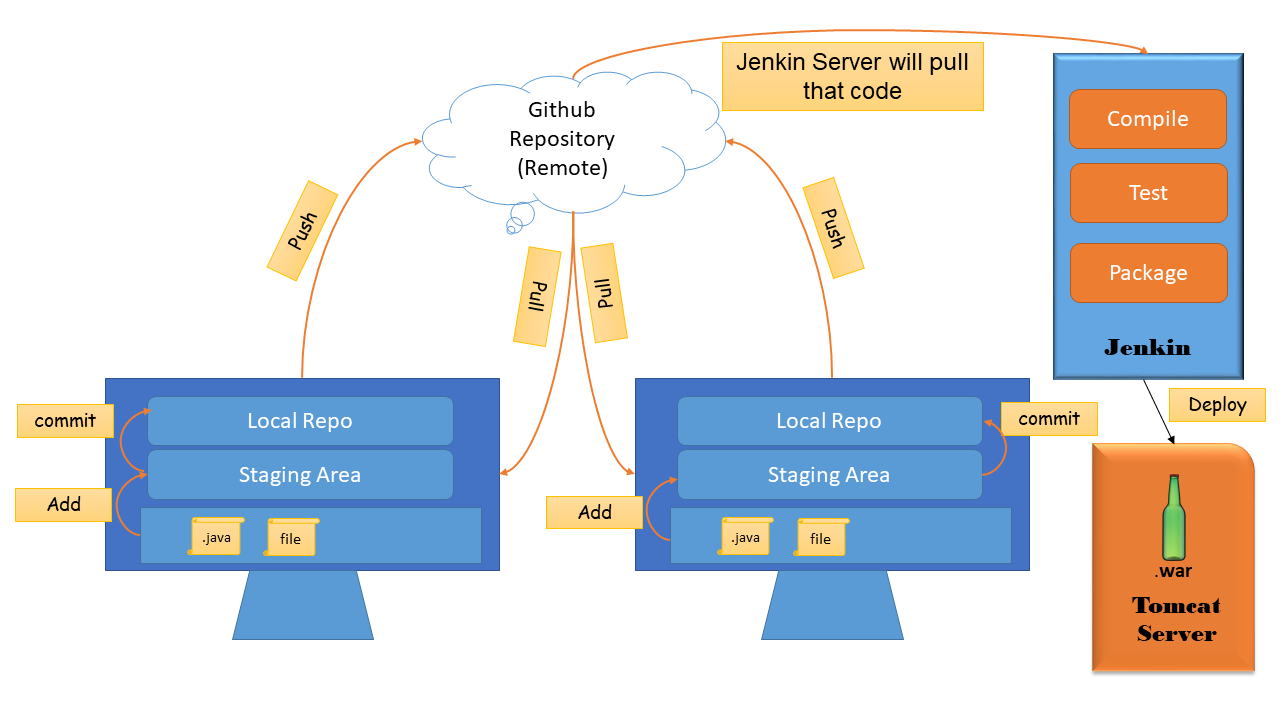 Jenkin Server will pull
that code
Github
Repository
(Remote)
Compile
Test
Package
Jenkin
Push
Pull
Pull
Push
commit
Local Repo
Staging Area
Add
.java
file
Local Repo
commit
Staging Area
Add
.java
file
Deploy
.war
Tomcat
Server